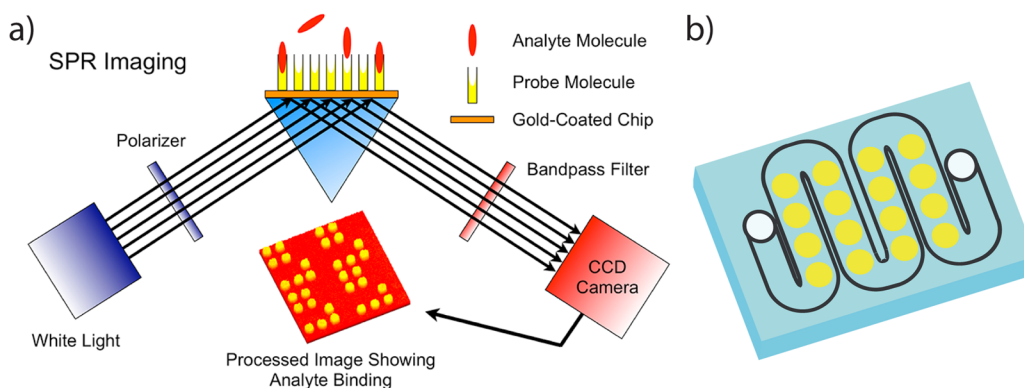 a)
SPR Imaging
Analyte Molecule
Probe Molecule
Gold-Coated Chip
Polarizer
Bandpass Filter
White Light
CCD
Camera
Processed Image Showing
Analyte Binding
b)